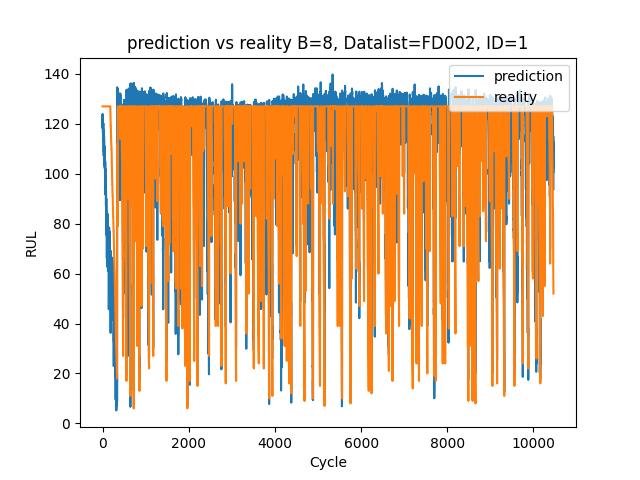 prediction vs reality B=8, Datalist=FD002, ID=1
prediction
reality
RUL
140
120
100
80
60
40
20
0
0 2000 4000 6000 8000 10000
Cycle